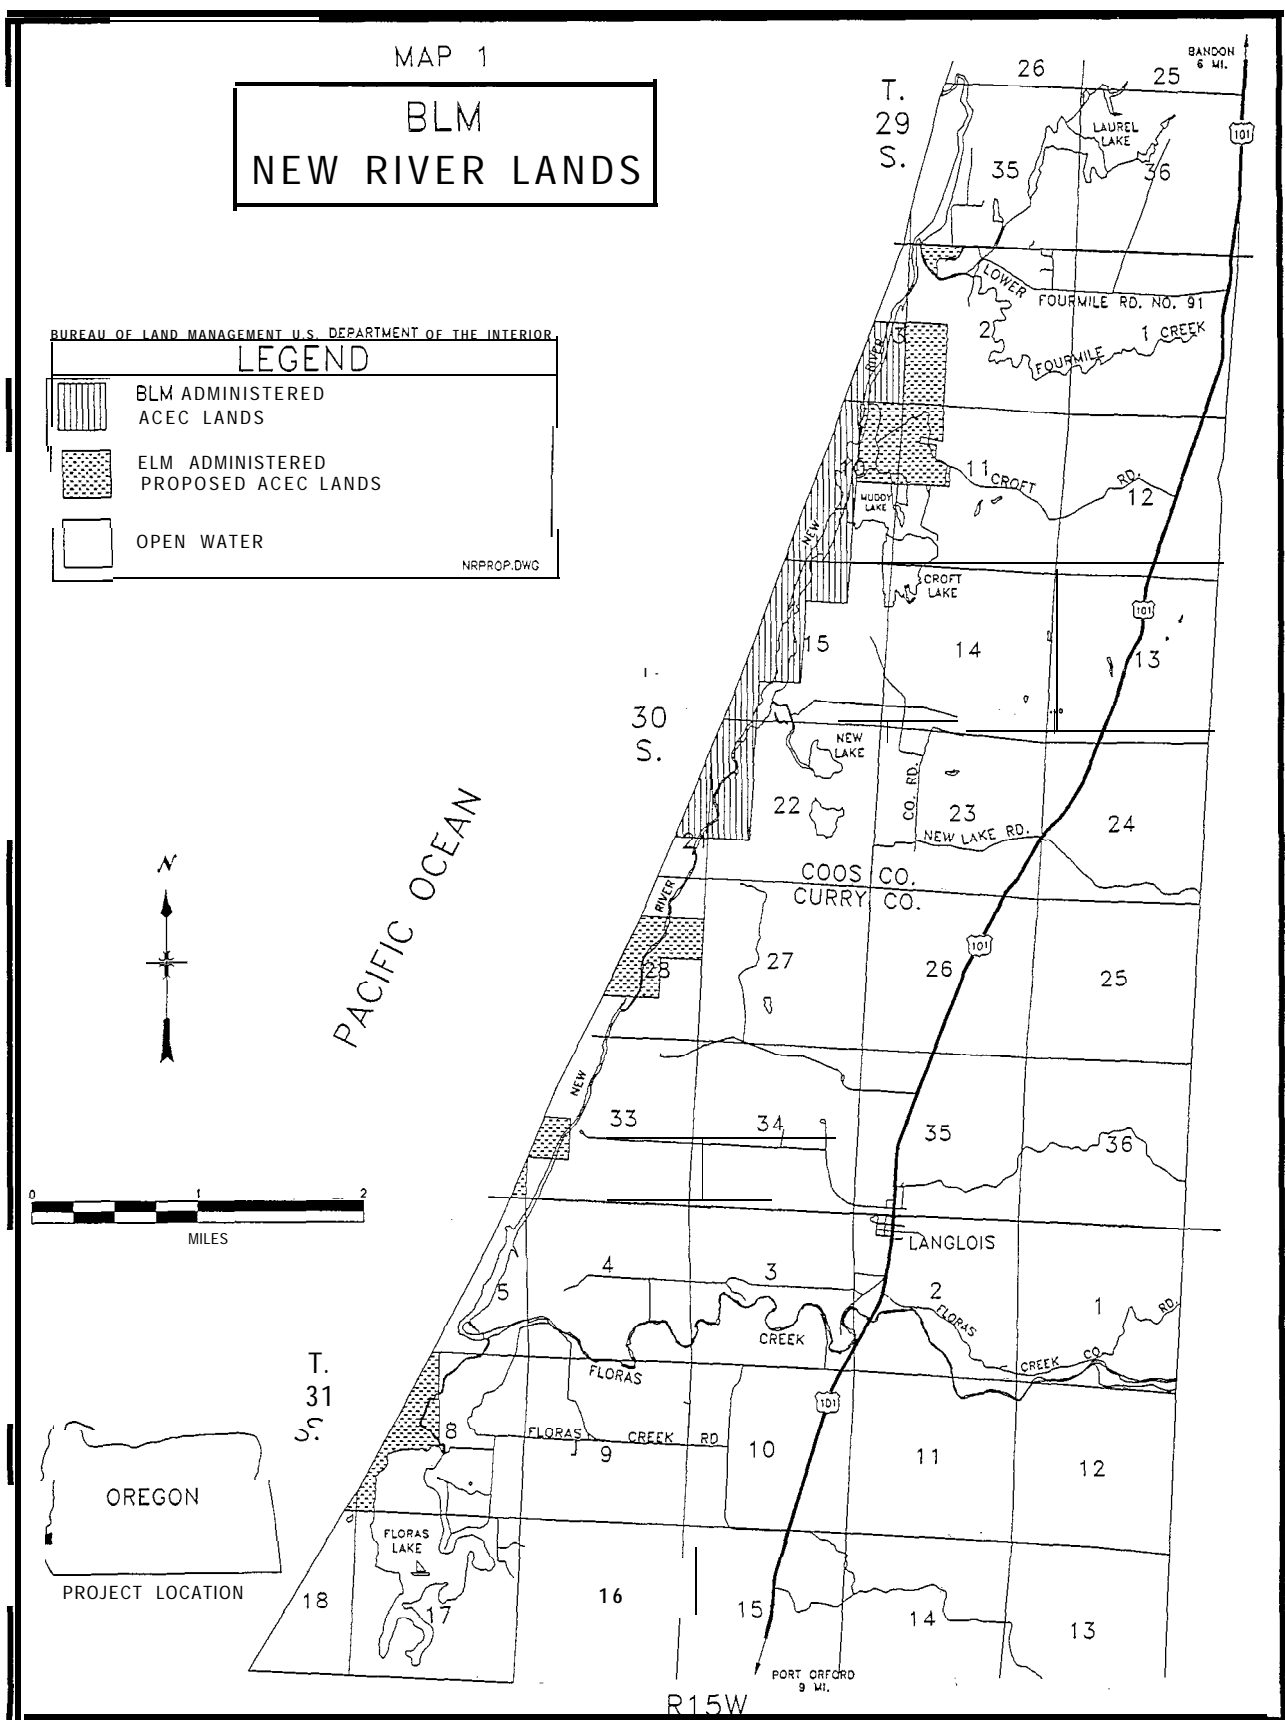 MAP 1
BLM
NEW RIVER LANDS
BUREAU OF LAND MANAGEMENT U.S. DEPARTMENT OF THE INTERIOR
LEGEND
BLM ADMINISTERED
ACEC LANDS
ELM ADMINISTERED
PROPOSED ACEC LANDS
OPEN WATER
NRPROP.DWG
BANDON
6 MI.
26
25
T.
29
S.
101
LAUREL
LAKE
35
36
LOWER
FOURMILE RD. NO. 91
3
2
1
CREEK
FOURMILE
RIVER
11
CROFT
RD.
12
MUDDY
LAKE
NEW
CROFT
LAKE
101
15
14
13
30
S.
NEW
LAKE
22
CO. RD.
23
24
NEW LAKE RD.
21
COOS CO.
CURRY CO.
RIVER
PACIFIC OCEAN
N
101
28
27
26
25
NEW
33
34
35
36
0
1
2
MILES
LANGLOIS
5
4
3
2
1
FLORAS
RD.
CREEK
CREEK
CO
FLORAS
T.
31
S.
101
8
FLORAS
CREEK
RD
9
10
11
12
OREGON
PROJECT LOCATION
FLORAS
LAKE
18
17
16
15
14
13
PORT ORFORD
9 MI.
R15W